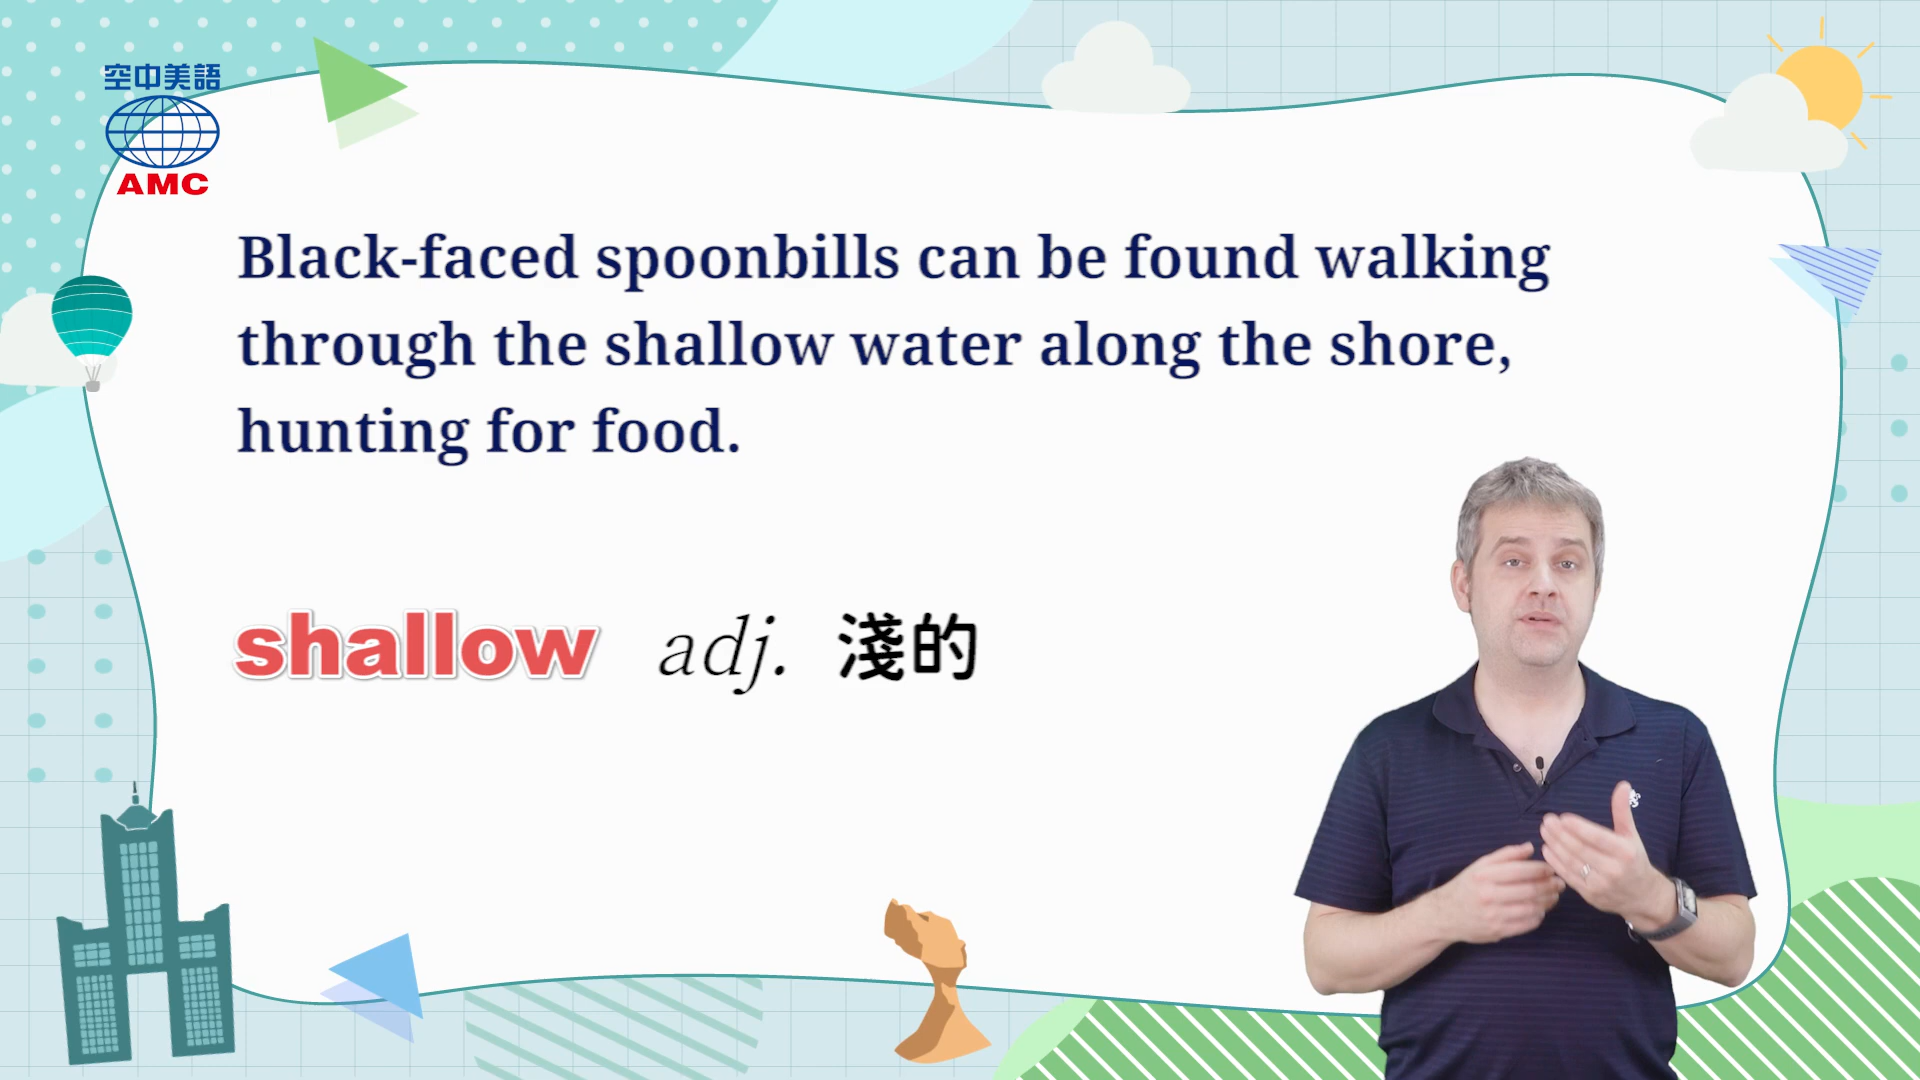 空中美語
AMC
Black-faced spoonbills can be found walking
through the shallow water along the shore,
hunting for food.
shallow adj. 淺的